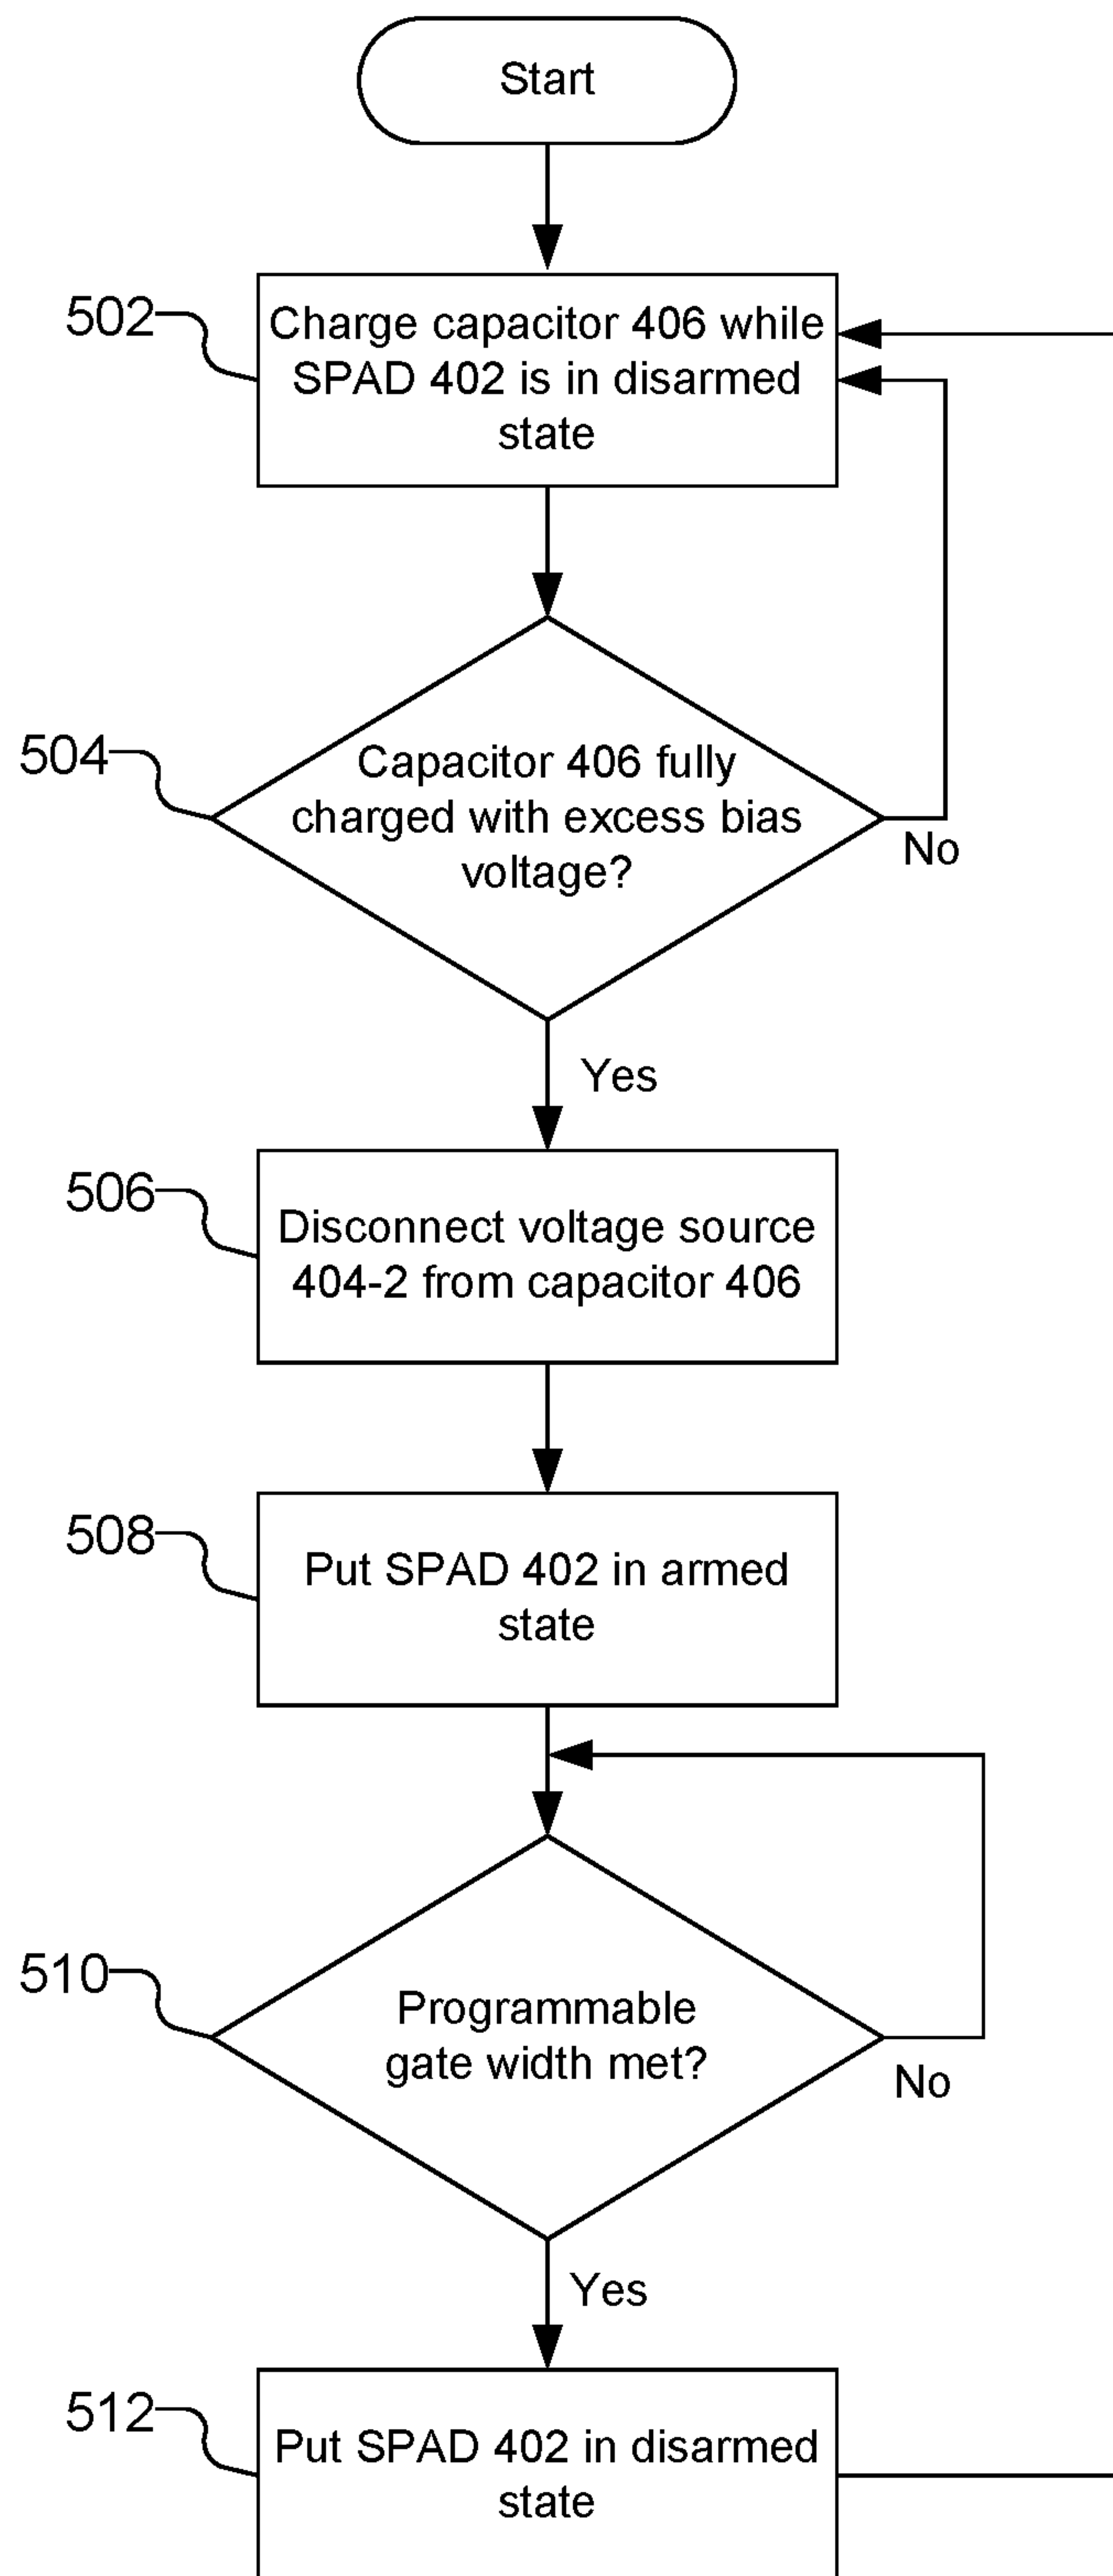 Start
502
Charge capacitor 406 while
SPAD 402 is in disarmed
state
504
Capacitor 406 fully
charged with excess bias
voltage?
No
Yes
506
Disconnect voltage source
404-2 from capacitor 406
508
Put SPAD 402 in armed
state
510
Programmable
gate width met?
No
Yes
512
Put SPAD 402 in disarmed
state